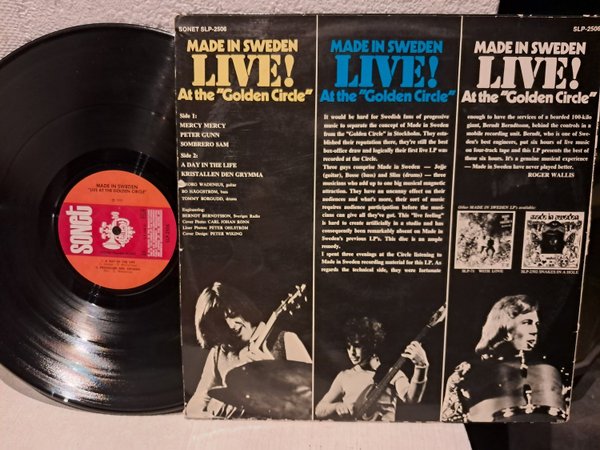 SONET SLP-2506
MADE IN SWEDEN
LIVE!
At the "Golden Circle"
Side 1:
MERCY MERCY
PETER GUNN
SOMBRERO SAM
Side 2:
A DAY IN THE LIFE
KRISTALLEN DEN GRYMMA
WADENIUS, guitar
BO HÄGGSTRÖM, bass
TOMMY BORGUDD, drums
Engineering:
BERNDT BERNDTSSON, Sveriges Radio
Cover Photo: CARL JOHAN RÖNN
Liner Photos: PETER OHLSTRÖM
Cover Design: PETER WIKING
MADE IN SWEDEN
LIVE!
At the "Golden Circle"
It would be hard for Swedish fans of progressive
music to separate the concept of Made in Sweden
from the "Golden Circle" in Stockholm. They esta-
blished their reputation there, they're still the best
box-office draw and logically their first live LP was
recorded at the Circle.
Three guys comprise Made in Sweden — Jojje
(guitar), Bosse (bass) and Slim (drums) — three
musicians who add up to one big musical magnetic
attraction. They have an uncanny effect on their
audiences and what's more, their sort of music
requires audience participation before the musi-
cians can give all they've got. This "live feeling"
is hard to create artificially in a studio and has
consequently been remarkably absent on Made in
Sweden's previous LP's. This disc is an ample
remedy.
I spent three evenings at the Circle listening to
Made in Sweden recording material for this LP. As
regards the technical side, they were fortunate
SLP-2506
MADE IN SWEDEN
LIVE!
At the "Golden Circle"
enough to have the services of a bearded 100-kilo
giant, Berndt Berndtsson, behind the controls in a
mobile recording unit. Berndt, who is one of Swe-
den's best engineers, put six hours of live music
on four-track tape and this LP presents the best of
these six hours. It's a genuine musical experience
— Made in Sweden have never played better.
ROGER WALLIS
Other MADE IN SWEDEN LP's available:
made in sweden
SLP-71 WITH LOVE
SLP-2502 SNAKES IN A HOLE
MADE IN SWEDEN
"LIVE AT THE GOLDEN CIRCLE"
SONET
1. A DAY IN THE LIFE
2. KRISTALLEN DEN GRYMMA